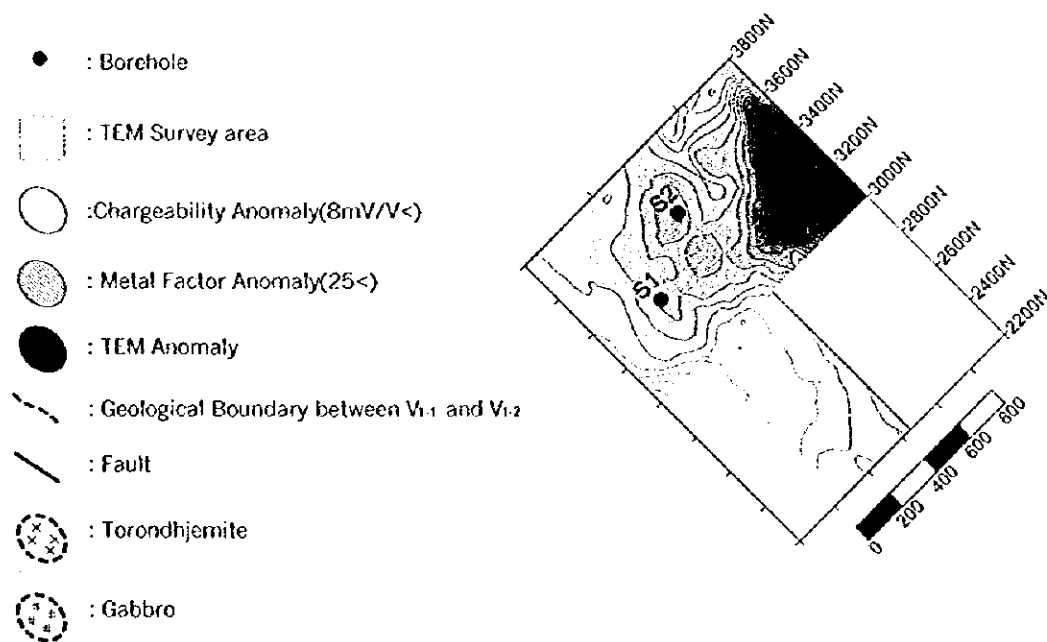 : Borehole
: TEM Survey area
:Chargeability Anomaly(8mV/V<)
: Metal Factor Anomaly(25<)
: TEM Anomaly
: Geological Boundary between V1-1 and V1-2
: Fault
: Torondhjemite
: Gabbro
3800N
3600N
3400N
3200N
3000N
2800N
2600N
2400N
2200N
S2
S1
0
200
400
600
800